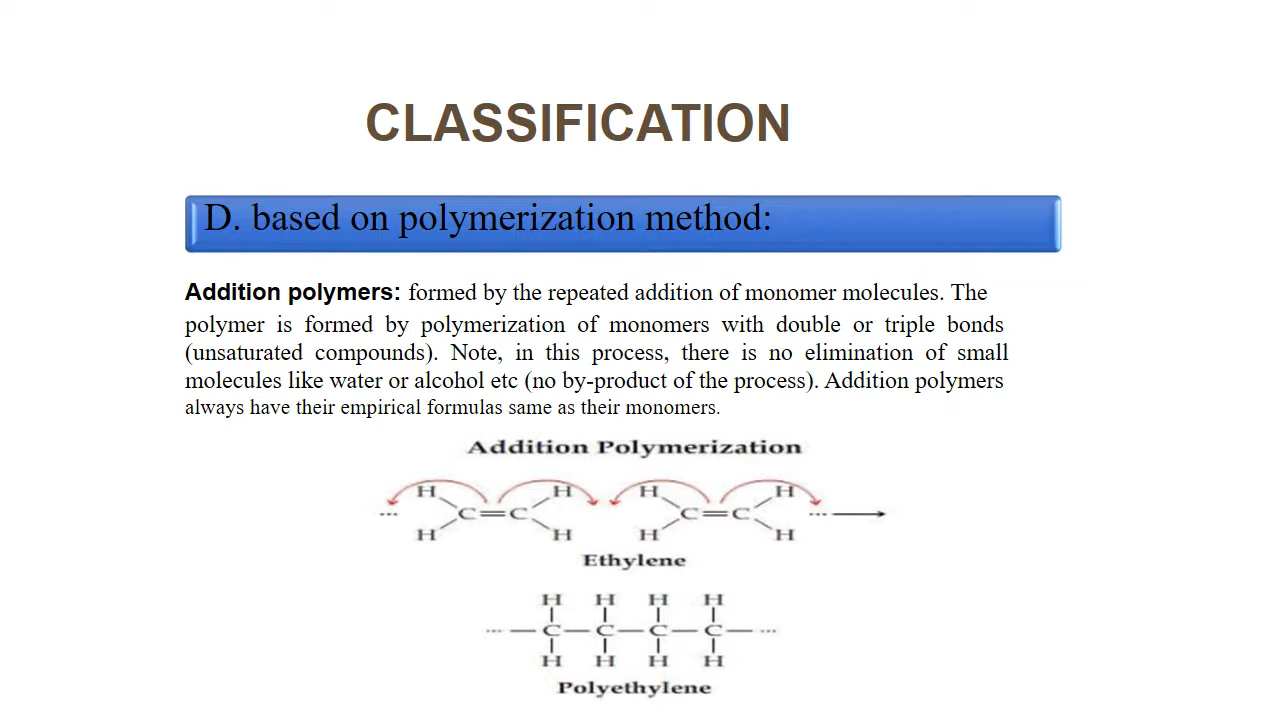 CLASSIFICATION
D. based on polymerization method:
Addition polymers: formed by the repeated addition of monomer molecules. The
polymer is formed by polymerization of monomers with double or triple bonds
(unsaturated compounds). Note, in this process, there is no elimination of small
molecules like water or alcohol etc (no by-product of the process). Addition polymers
always have their empirical formulas same as their monomers.
Addition Polymerization
H H H H
... C=C C=C ...
H H H H
Ethylene
H H H H
... C C C C ...
H H H H
Polyethylene